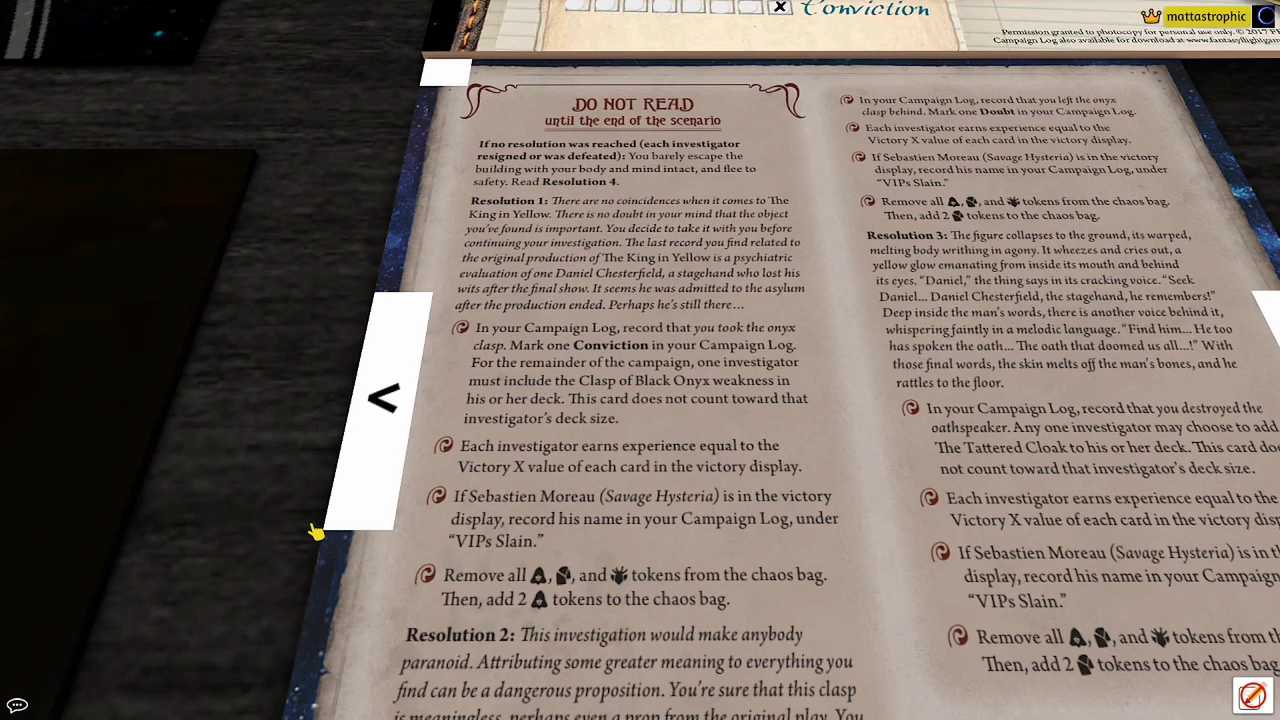 Conviction
mattastrophic
Permission granted to photocopy for personal use only. © 2017
Campaign Log also available for download at
DO NOT READ
until the end of the scenario
If no resolution was reached (each investigator
resigned or was defeated): You barely escape the
building with your body and mind intact, and flee to
safety. Read Resolution 4.
Resolution 1: There are no coincidences when it comes to The
King in Yellow. There is no doubt in your mind that the object
you've found is important. You decide to take it with you before
continuing your investigation. The last record you find related to
the original production of The King in Yellow is a psychiatric
evaluation of one Daniel Chesterfield, a stagehand who lost his
wits after the final show. It seems he was admitted to the asylum
after the production ended. Perhaps he's still there…
In your Campaign Log, record that you took the onyx
clasp. Mark one Conviction in your Campaign Log.
For the remainder of the campaign, one investigator
must include the Clasp of Black Onyx weakness in
his or her deck. This card does not count toward that
investigator's deck size.
Each investigator earns experience equal to the
Victory X value of each card in the victory display.
If Sebastien Moreau (Savage Hysteria) is in the victory
display, record his name in your Campaign Log, under
"VIPs Slain."
Remove all , , and tokens from the chaos bag.
Then, add 2 tokens to the chaos bag.
Resolution 2: This investigation would make anybody
paranoid. Attributing some greater meaning to everything you
find can be a dangerous proposition. You're sure that this clasp
is meaningless, perhaps even a prop from the original play. You
In your Campaign Log, record that you left the onyx
clasp behind. Mark one Doubt in your Campaign Log.
Each investigator earns experience equal to the
Victory X value of each card in the victory display.
If Sebastien Moreau (Savage Hysteria) is in the victory
display, record his name in your Campaign Log, under
"VIPs Slain."
Remove all , , and tokens from the chaos bag.
Then, add 2 tokens to the chaos bag.
Resolution 3: The figure collapses to the ground, its warped,
melting body writhing in agony. It wheezes and cries out, a
yellow glow emanating from inside its mouth and behind
its eyes. "Daniel," the thing says in its cracking voice. "Seek
Daniel… Daniel Chesterfield, the stagehand, he remembers!"
Deep inside the man's words, there is another voice behind it,
whispering faintly in a melodic language. "Find him… He too
has spoken the oath… The oath that doomed us all…!" With
those final words, the skin melts off the man's bones, and he
rattles to the floor.
In your Campaign Log, record that you destroyed the
oathspeaker. Any one investigator may choose to add
The Tattered Cloak to his or her deck. This card
not count toward that investigator's deck size.
Each investigator earns experience equal to the
Victory X value of each card in the victory
If Sebastien Moreau (Savage Hysteria) is in
display, record his name in your Campaign
"VIPs Slain."
Remove all , , and tokens from
Then, add 2 tokens to the chaos
<